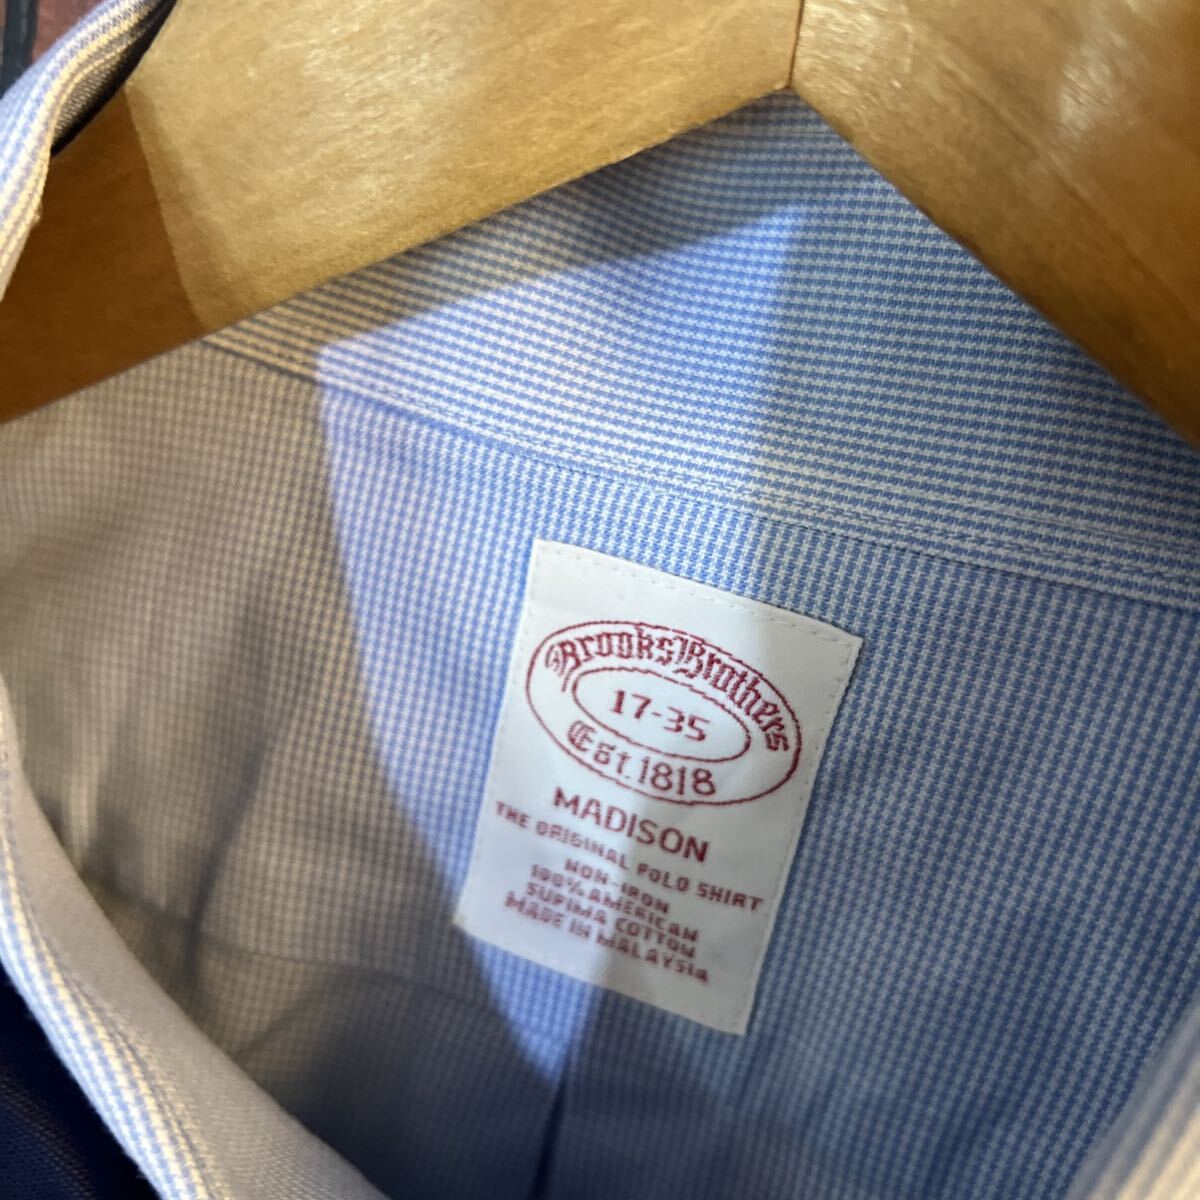 Brooks Brothers
17-35
Est. 1818
MADISON
THE ORIGINAL POLO SHIRT
NON-IRON
100% AMERICAN
SUPIMA COTTON
MADE IN MALAYSIA